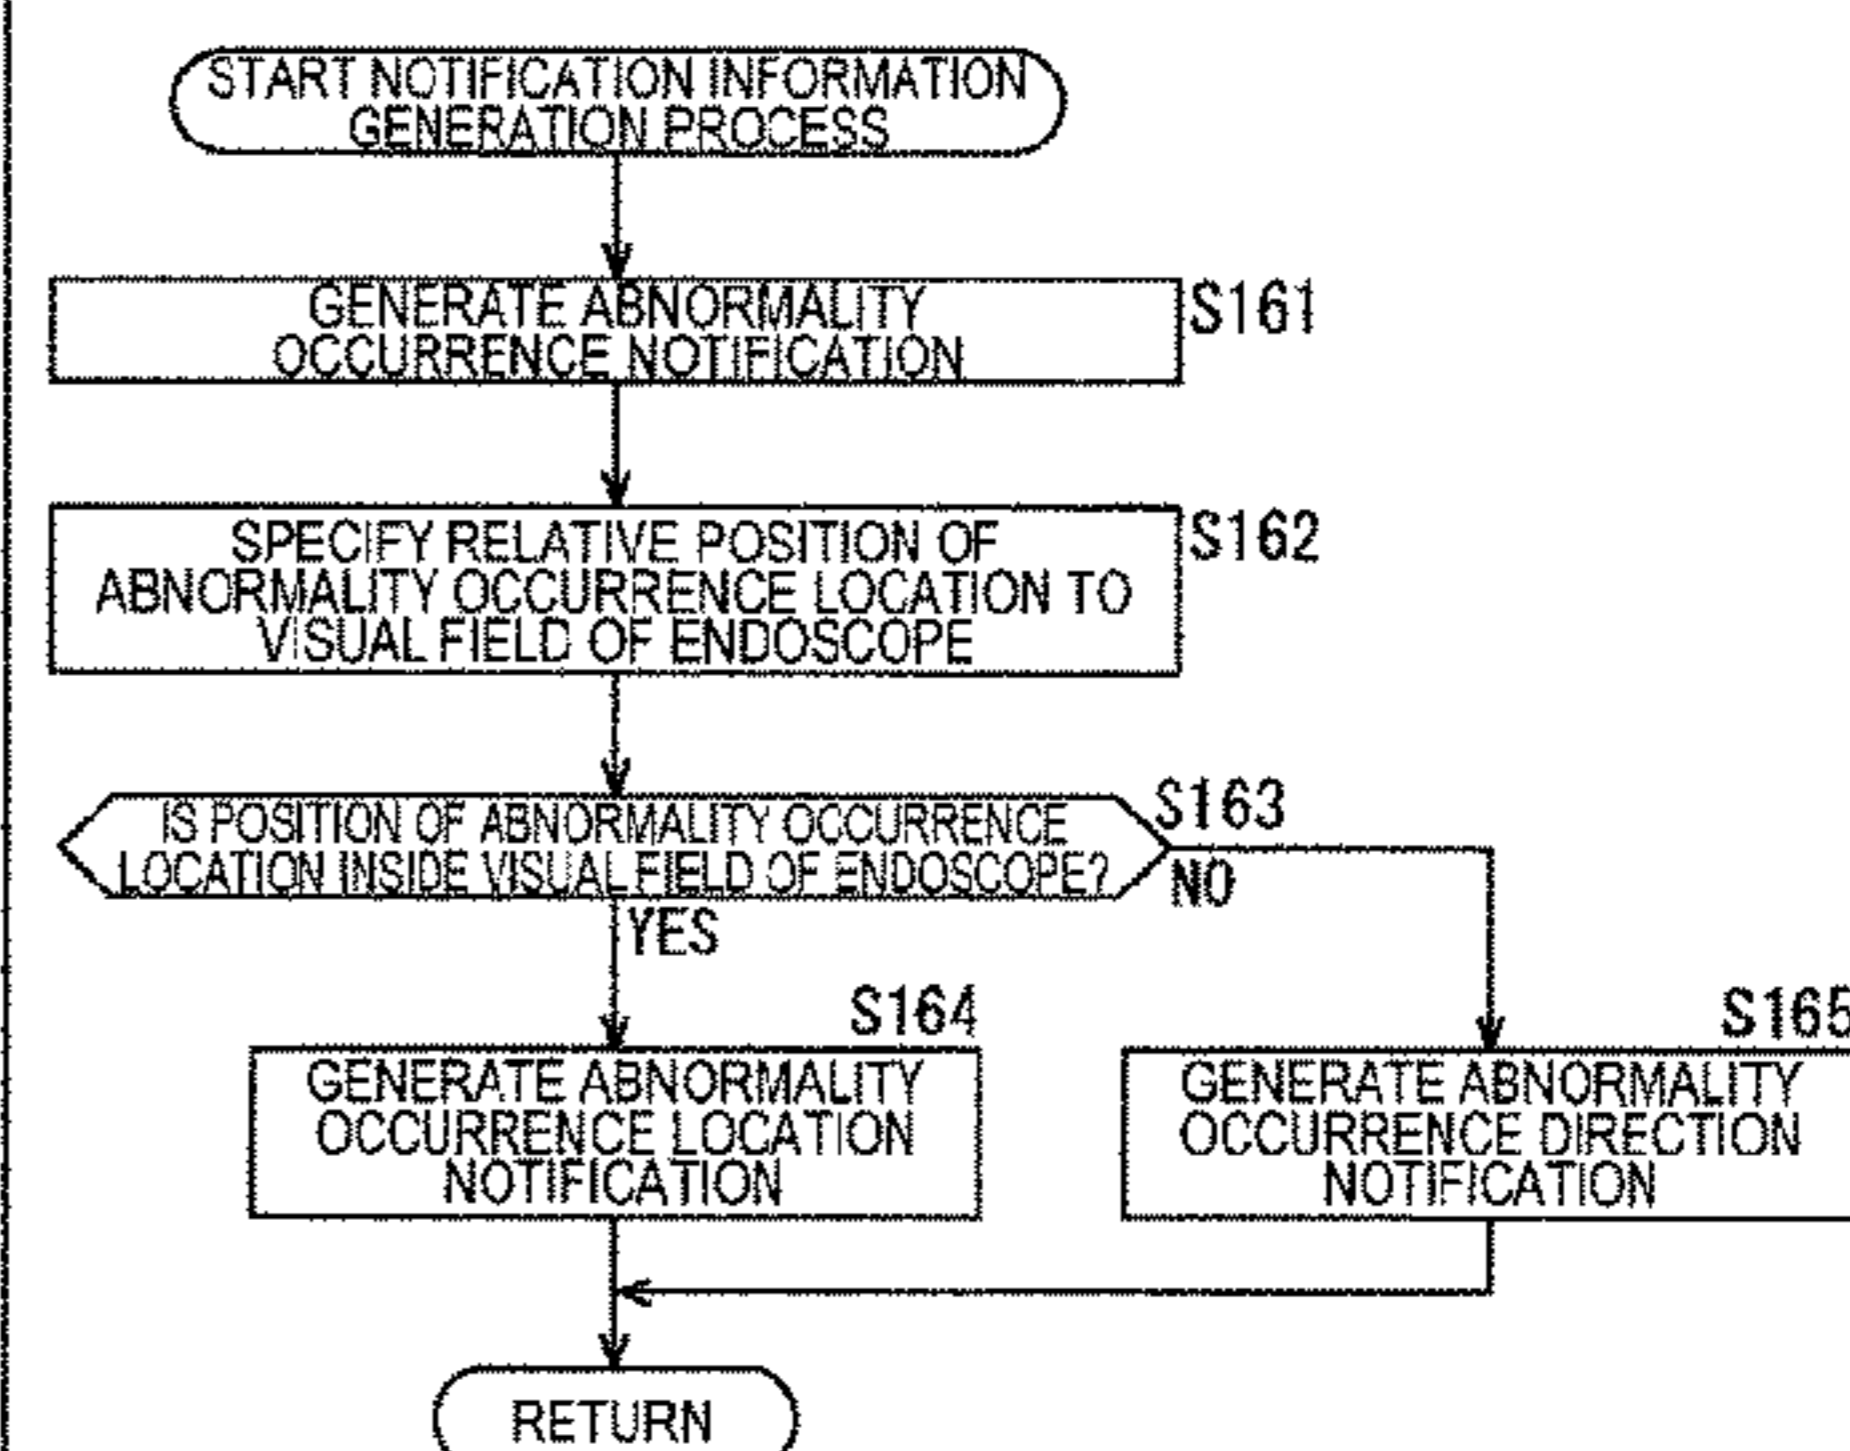 START NOTIFICATION INFORMATION
GENERATION PROCESS
GENERATE ABNORMALITY
OCCURRENCE NOTIFICATION
S161
SPECIFY RELATIVE POSITION OF
ABNORMALITY OCCURRENCE LOCATION TO
VISUAL FIELD OF ENDOSCOPE
S162
IS POSITION OF ABNORMALITY OCCURRENCE
LOCATION INSIDE VISUAL FIELD OF ENDOSCOPE?
S163
NO
YES
S164
GENERATE ABNORMALITY
OCCURRENCE LOCATION
NOTIFICATION
S165
GENERATE ABNORMALITY
OCCURRENCE DIRECTION
NOTIFICATION
RETURN